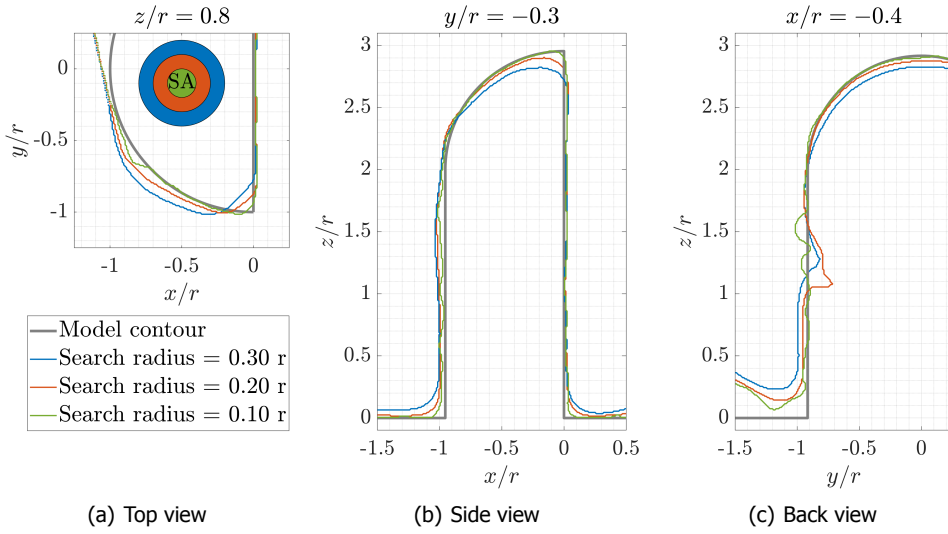 z/r = 0.8
y/r = −0.3
x/r = −0.4
SA
0
-0.5
-1
y/r
-1
-0.5
0
x/r
Model contour
Search radius = 0.30 r
Search radius = 0.20 r
Search radius = 0.10 r
3
2.5
2
1.5
1
0.5
0
z/r
-1.5
-1
-0.5
0
0.5
x/r
3
2.5
2
1.5
1
0.5
0
z/r
-1.5
-1
-0.5
0
y/r
(a) Top view
(b) Side view
(c) Back view